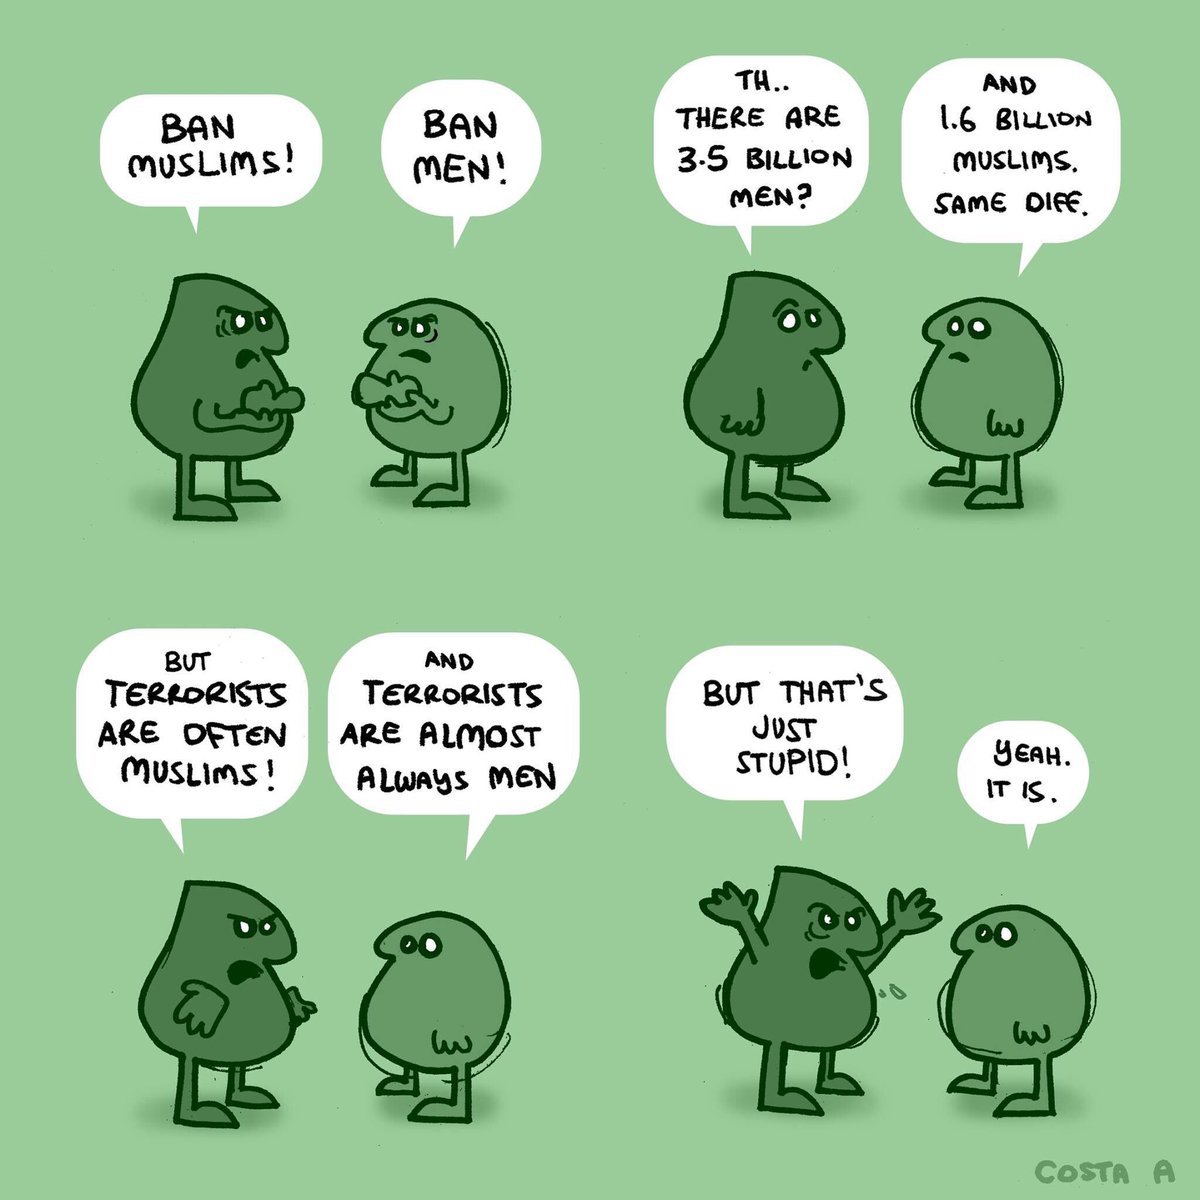 BAN
MUSLIMS!
BAN
MEN!
TH..
THERE ARE
3.5 BILLION
MEN?
AND
1.6 BILLION
MUSLIMS.
SAME DIFF.
BUT
TERRORISTS
ARE OFTEN
MUSLIMS!
AND
TERRORISTS
ARE ALMOST
ALWAYS MEN
BUT THAT'S
JUST
STUPID!
YEAH.
IT IS.
COSTA A